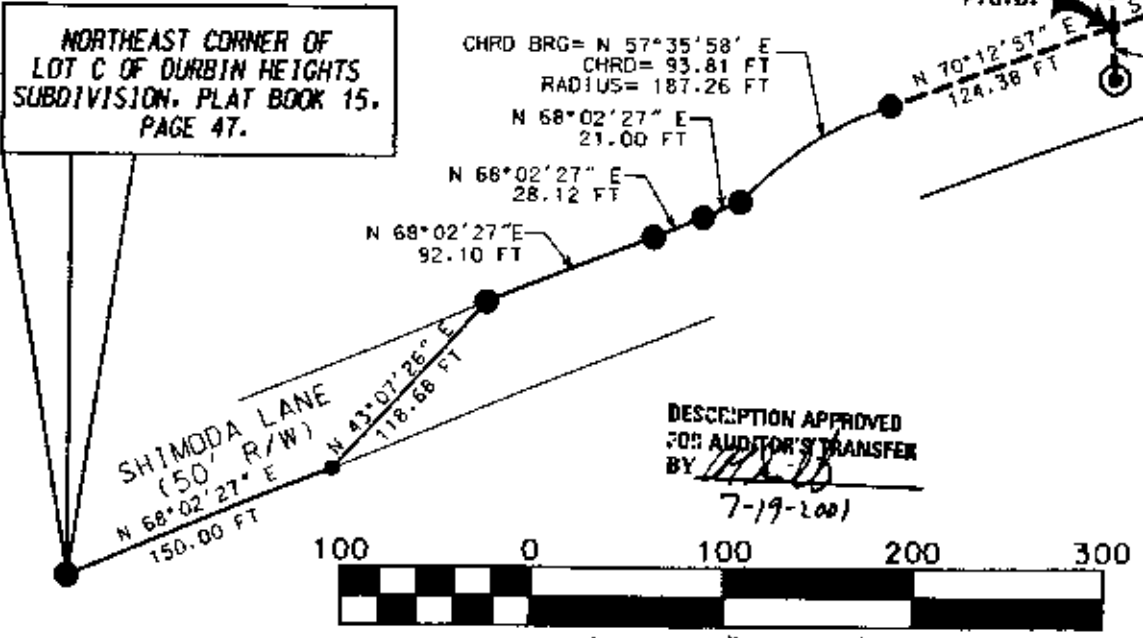 NORTHEAST CORNER OF
LOT C OF DURBIN HEIGHTS
SUBDIVISION. PLAT BOOK 15.
PAGE 47.
CHRD BRG= N 57°35'58' E
CHRD= 93.81 FT
RADIUS= 187.26 FT
N 70°12'57" E
124.38 FT
N 68°02'27" E
21.00 FT
N 68°02'27" E
28.12 FT
N 68°02'27"E
92.10 FT
N 43°07'26" E
118.68 FT
SHIMODA LANE
(50' R/W)
N 68°02'27" E
150.00 FT
DESCRIPTION APPROVED
FOR AUDITOR'S TRANSFER
BY
7-19-2001
100 0 100 200 300